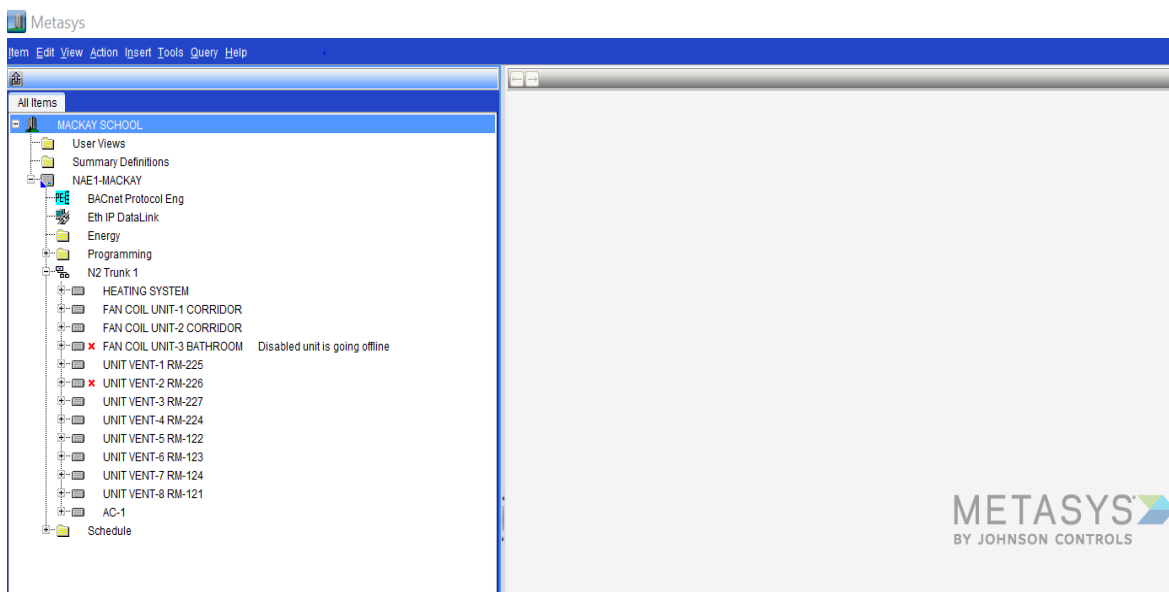 Metasys
Item Edit View Action Insert Tools Query Help
All Items
MACKAY SCHOOL
User Views
Summary Definitions
NAE1-MACKAY
BACnet Protocol Eng
Eth IP DataLink
Energy
Programming
N2 Trunk 1
HEATING SYSTEM
FAN COIL UNIT-1 CORRIDOR
FAN COIL UNIT-2 CORRIDOR
FAN COIL UNIT-3 BATHROOM Disabled unit is going offline
UNIT VENT-1 RM-225
UNIT VENT-2 RM-226
UNIT VENT-3 RM-227
UNIT VENT-4 RM-224
UNIT VENT-5 RM-122
UNIT VENT-6 RM-123
UNIT VENT-7 RM-124
UNIT VENT-8 RM-121
AC-1
Schedule
METASYS
BY JOHNSON CONTROLS